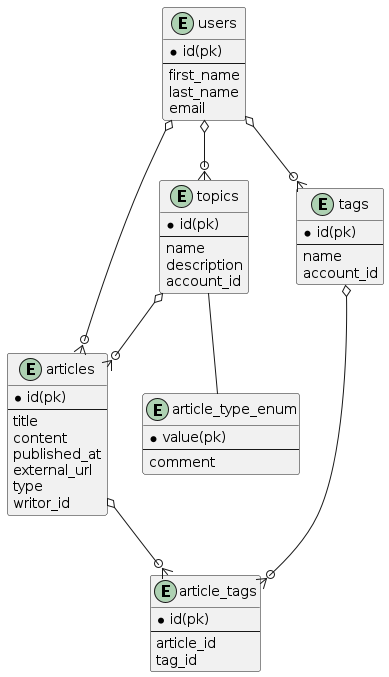 E users
* id(pk)
first_name
last_name
email
E topics
* id(pk)
name
description
account_id
E tags
* id(pk)
name
account_id
E articles
* id(pk)
title
content
published_at
external_url
type
writor_id
E article_type_enum
* value(pk)
comment
E article_tags
* id(pk)
article_id
tag_id